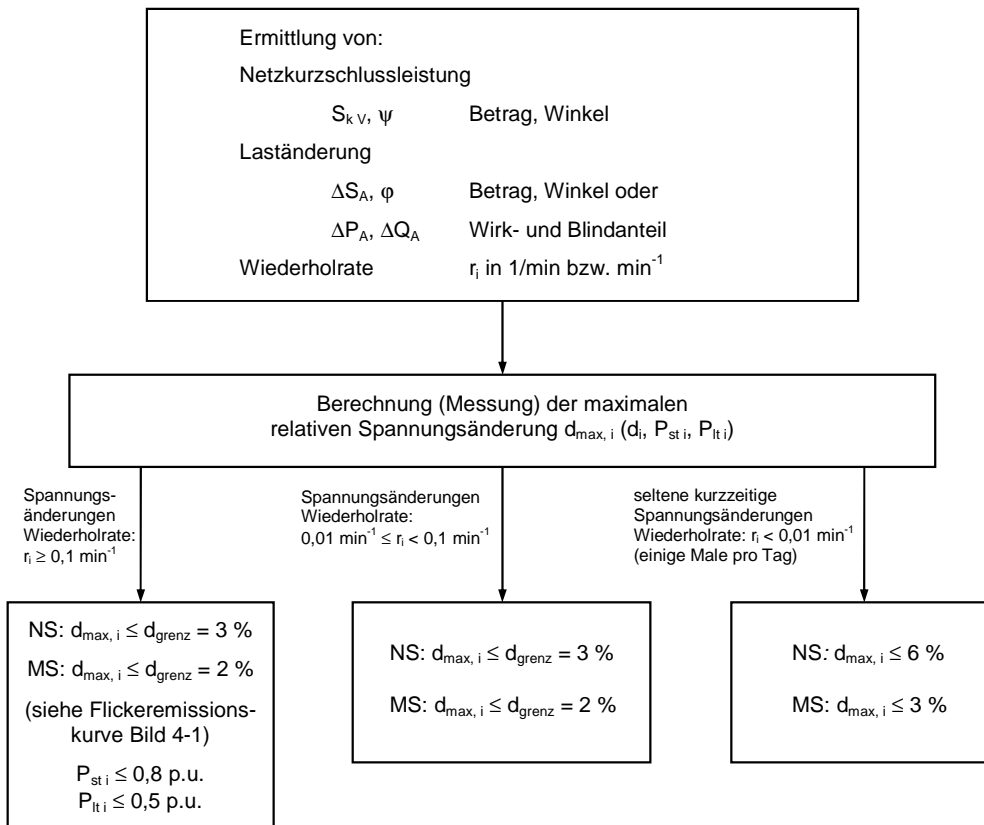 Ermittlung von:
Netzkurzschlussleistung
S_k V, ψ Betrag, Winkel
Laständerung
ΔS_A, φ Betrag, Winkel oder
ΔP_A, ΔQ_A Wirk- und Blindanteil
Wiederholrate r_i in 1/min bzw. min⁻¹
Berechnung (Messung) der maximalen
relativen Spannungsänderung d_max, i (d_i, P_st i, P_lt i)
Spannungs-
änderungen
Wiederholrate:
r_i ≥ 0,1 min⁻¹
Spannungsänderungen
Wiederholrate:
0,01 min⁻¹ ≤ r_i < 0,1 min⁻¹
seltene kurzzeitige
Spannungsänderungen
Wiederholrate: r_i < 0,01 min⁻¹
(einige Male pro Tag)
NS: d_max, i ≤ d_grenz = 3 %
MS: d_max, i ≤ d_grenz = 2 %
(siehe Flickeremissions-
kurve Bild 4-1)
P_st i ≤ 0,8 p.u.
P_lt i ≤ 0,5 p.u.
NS: d_max, i ≤ d_grenz = 3 %
MS: d_max, i ≤ d_grenz = 2 %
NS: d_max, i ≤ 6 %
MS: d_max, i ≤ 3 %